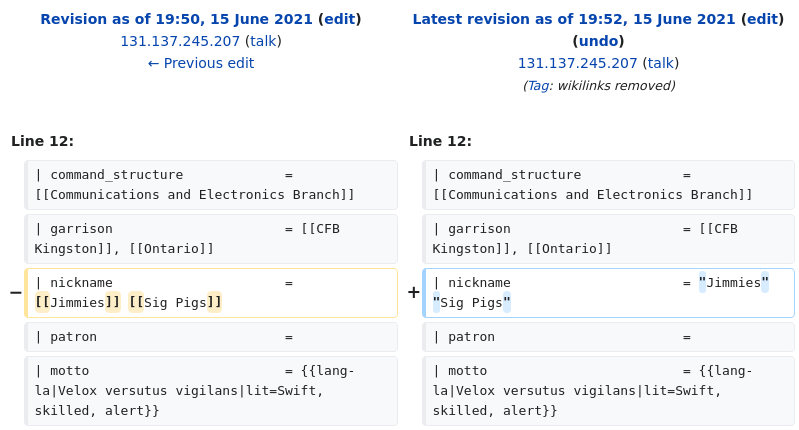 Revision as of 19:50, 15 June 2021 (edit)
131.137.245.207 (talk)
← Previous edit
Latest revision as of 19:52, 15 June 2021 (edit)
(undo)
131.137.245.207 (talk)
(Tag: wikilinks removed)
Line 12:
| command_structure =
[[Communications and Electronics Branch]]
| garrison = [[CFB
Kingston]], [[Ontario]]
− | nickname =
[[Jimmies]] [[Sig Pigs]]
| patron =
| motto = {{lang-
la|Velox versutus vigilans|lit=Swift,
skilled, alert}}
Line 12:
| command_structure =
[[Communications and Electronics Branch]]
| garrison = [[CFB
Kingston]], [[Ontario]]
+ | nickname = "Jimmies"
"Sig Pigs"
| patron =
| motto = {{lang-
la|Velox versutus vigilans|lit=Swift,
skilled, alert}}